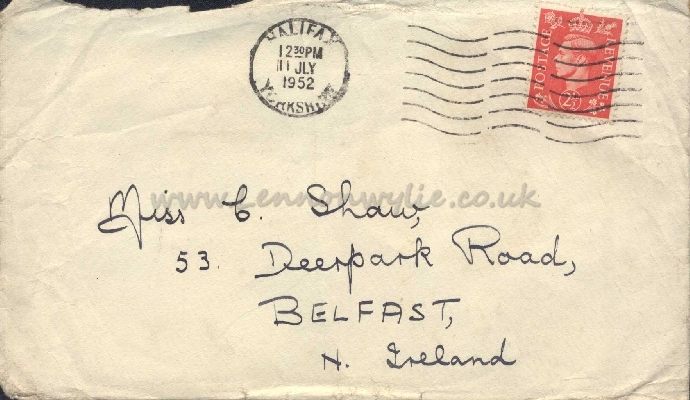 HALIFAX
12 30 PM
11 JLY
1952
YORKSHIRE
POSTAGE
REVENUE
2½
www.Lennonwylie.co.uk
Miss C. Shaw,
53. Deerpark Road,
BELFAST,
N. Ireland